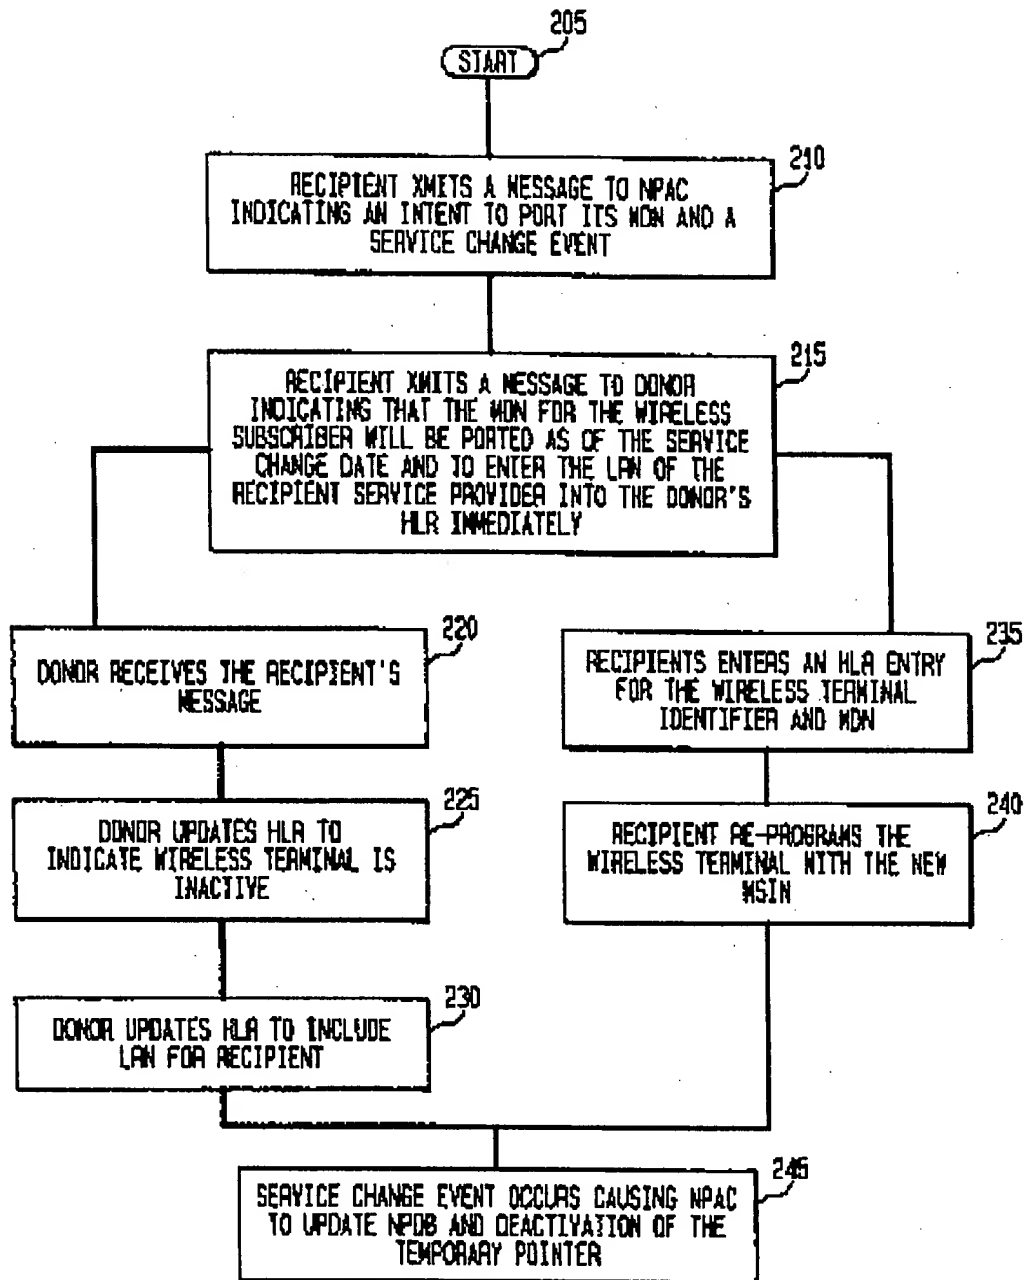 205
START
210
RECIPIENT XMITS A MESSAGE TO NPAC
INDICATING AN INTENT TO PORT ITS MDN AND A
SERVICE CHANGE EVENT
215
RECIPIENT XMITS A MESSAGE TO DONOR
INDICATING THAT THE MDN FOR THE WIRELESS
SUBSCRIBER WILL BE PORTED AS OF THE SERVICE
CHANGE DATE AND TO ENTER THE LRN OF THE
RECIPIENT SERVICE PROVIDER INTO THE DONOR'S
HLR IMMEDIATELY
220
DONOR RECEIVES THE RECIPIENT'S
MESSAGE
235
RECIPIENTS ENTERS AN HLR ENTRY
FOR THE WIRELESS TERMINAL
IDENTIFIER AND MDN
225
DONOR UPDATES HLR TO
INDICATE WIRELESS TERMINAL IS
INACTIVE
240
RECIPIENT RE-PROGRAMS THE
WIRELESS TERMINAL WITH THE NEW
MSIN
230
DONOR UPDATES HLR TO INCLUDE
LRN FOR RECIPIENT
245
SERVICE CHANGE EVENT OCCURS CAUSING NPAC
TO UPDATE NPDB AND DEACTIVATION OF THE
TEMPORARY POINTER